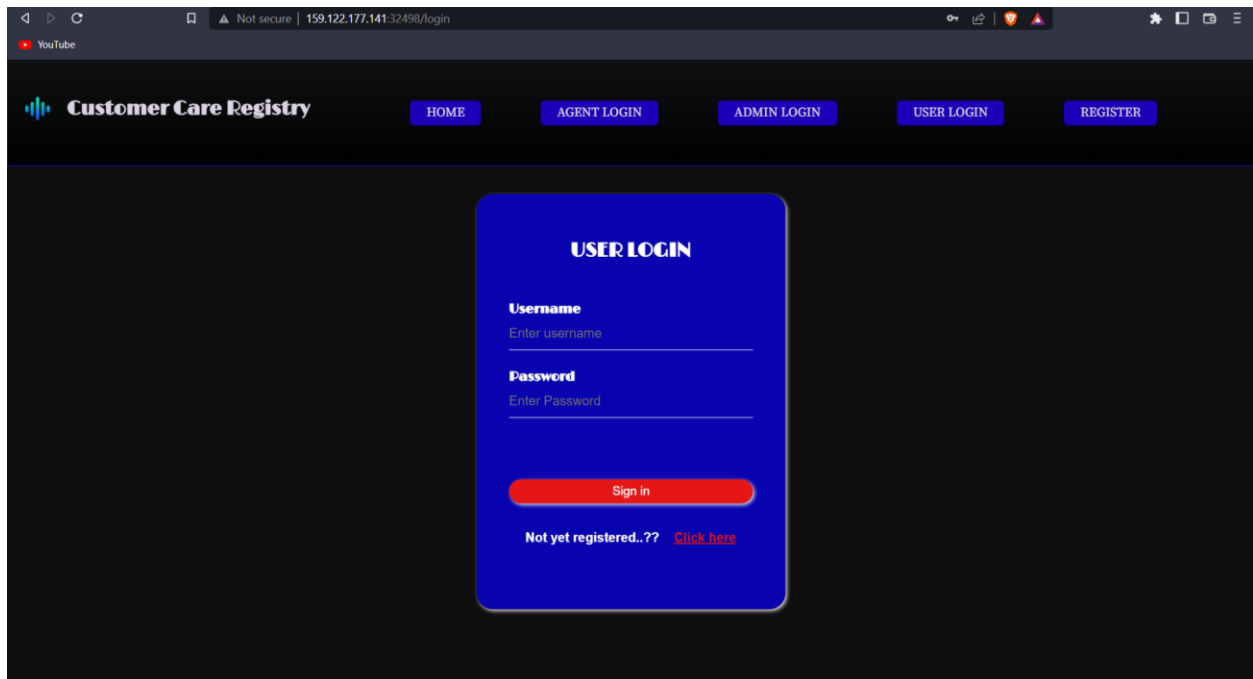 Not secure | 159.122.177.141:32498/login
YouTube
Customer Care Registry
HOME AGENT LOGIN ADMIN LOGIN USER LOGIN REGISTER
USER LOGIN
Username
Enter username
Password
Enter Password
Sign in
Not yet registered..?? Click here